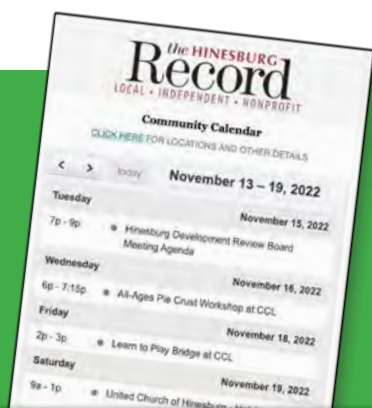 the HINESBURG
Record
LOCAL • INDEPENDENT • NONPROFIT
Community Calendar
CLICK HERE FOR LOCATIONS AND OTHER DETAILS
< > today November 13 – 19, 2022
Tuesday November 15, 2022
7p - 9p Hinesburg Development Review Board
Meeting Agenda
Wednesday November 16, 2022
6p - 7:15p All-Ages Pie Crust Workshop at CCL
Friday November 18, 2022
2p - 3p Learn to Play Bridge at CCL
Saturday November 19, 2022
9a - 1p United Church of Hinesburg